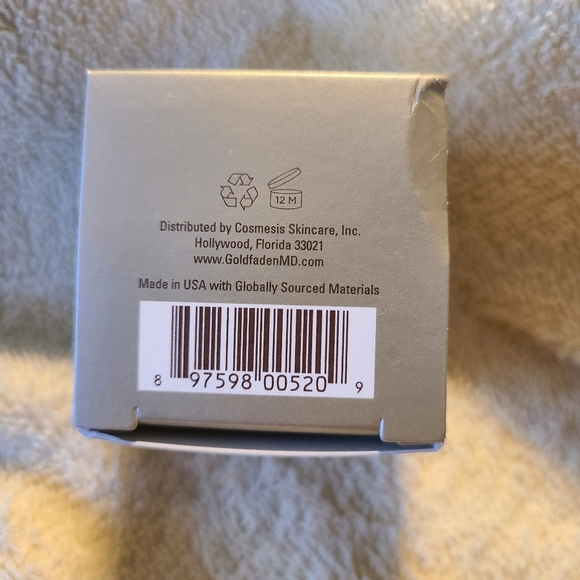 12 M
Distributed by Cosmesis Skincare, Inc.
Hollywood, Florida 33021
www.GoldfadenMD.com
Made in USA with Globally Sourced Materials
8 97598 00520 9